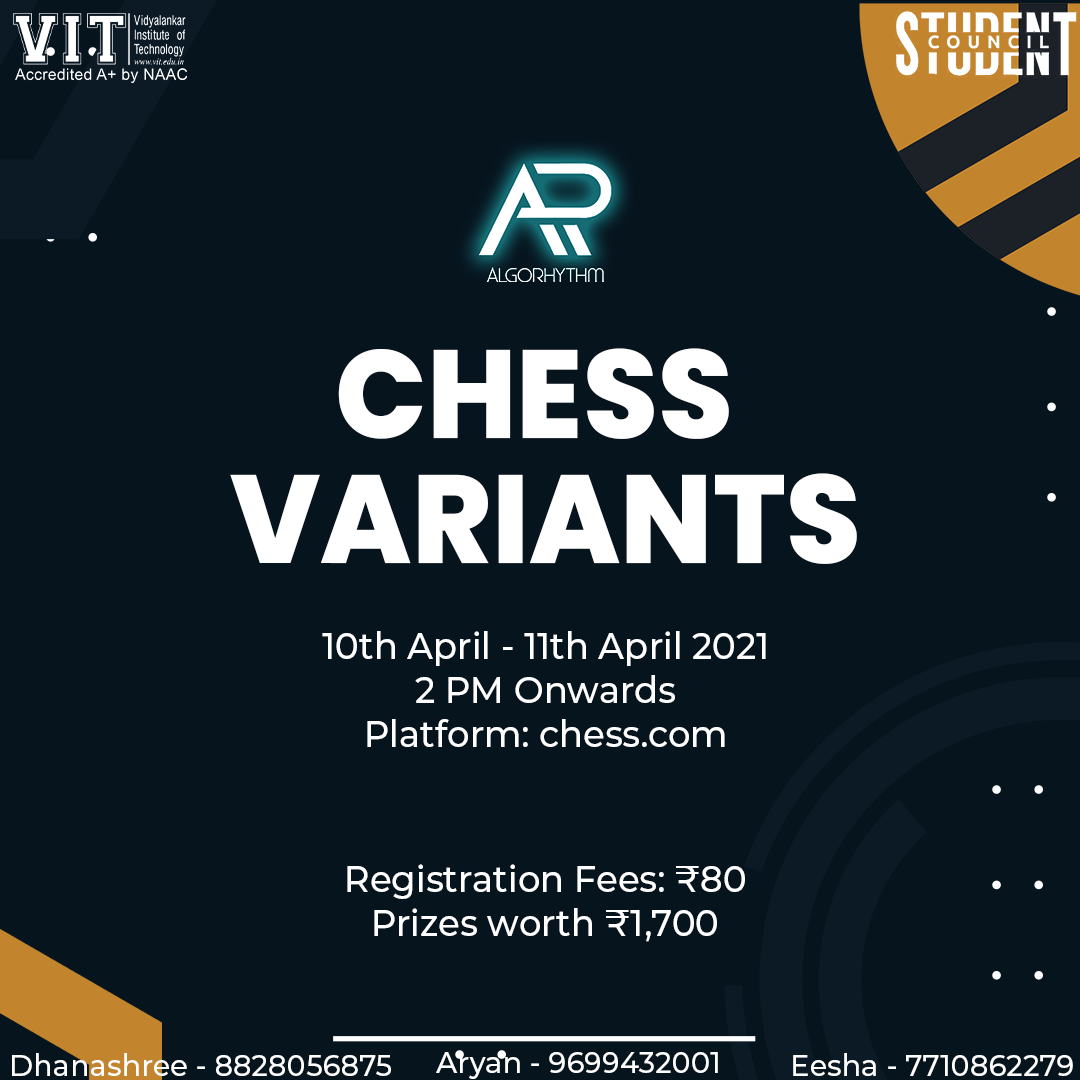 V.I.T
Vidyalankar
Institute of
Technology
www.vit.edu.in
Accredited A+ by NAAC
STUDENT
COUNCIL
STUDENT
AR
ALGORHYTHM
CHESS
VARIANTS
10th April - 11th April 2021
2 PM Onwards
Platform: chess.com
Registration Fees: ₹80
Prizes worth ₹1,700
Dhanashree - 8828056875
Aryan - 9699432001
Eesha - 7710862279